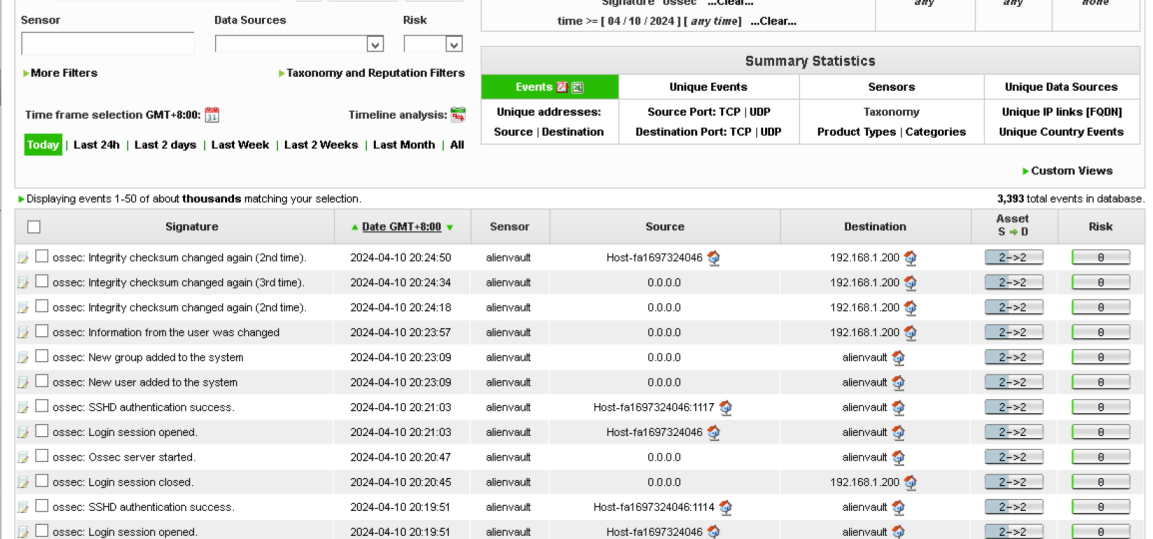 Signature ossec ...Clear...
any any none
time >= [ 04 / 10 / 2024 ] [ any time] ...Clear...
Sensor Data Sources Risk
More Filters Taxonomy and Reputation Filters
Time frame selection GMT+8:00: Timeline analysis:
Today | Last 24h | Last 2 days | Last Week | Last 2 Weeks | Last Month | All
Summary Statistics
Events Unique Events Sensors Unique Data Sources
Unique addresses: Source Port: TCP | UDP Taxonomy Unique IP links [FQDN]
Source | Destination Destination Port: TCP | UDP Product Types | Categories Unique Country Events
Custom Views
Displaying events 1-50 of about thousands matching your selection. 3,393 total events in database.
Signature Date GMT+8:00 Sensor Source Destination Asset S D Risk
ossec: Integrity checksum changed again (2nd time). 2024-04-10 20:24:50 alienvault Host-fa1697324046 192.168.1.200 2->2 0
ossec: Integrity checksum changed again (3rd time). 2024-04-10 20:24:34 alienvault 0.0.0.0 192.168.1.200 2->2 0
ossec: Integrity checksum changed again (2nd time). 2024-04-10 20:24:18 alienvault 0.0.0.0 192.168.1.200 2->2 0
ossec: Information from the user was changed 2024-04-10 20:23:57 alienvault 0.0.0.0 192.168.1.200 2->2 0
ossec: New group added to the system 2024-04-10 20:23:09 alienvault 0.0.0.0 alienvault 2->2 0
ossec: New user added to the system 2024-04-10 20:23:09 alienvault 0.0.0.0 alienvault 2->2 0
ossec: SSHD authentication success. 2024-04-10 20:21:03 alienvault Host-fa1697324046:1117 alienvault 2->2 0
ossec: Login session opened. 2024-04-10 20:21:03 alienvault Host-fa1697324046 alienvault 2->2 0
ossec: Ossec server started. 2024-04-10 20:20:47 alienvault 0.0.0.0 alienvault 2->2 0
ossec: Login session closed. 2024-04-10 20:20:45 alienvault 0.0.0.0 192.168.1.200 2->2 0
ossec: SSHD authentication success. 2024-04-10 20:19:51 alienvault Host-fa1697324046:1114 alienvault 2->2 0
ossec: Login session opened. 2024-04-10 20:19:51 alienvault Host-fa1697324046 alienvault 2->2 0